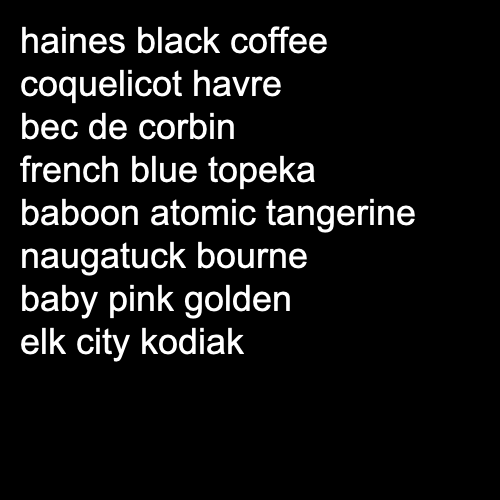 haines black coffee
coquelicot havre
bec de corbin
french blue topeka
baboon atomic tangerine
naugatuck bourne
baby pink golden
elk city kodiak